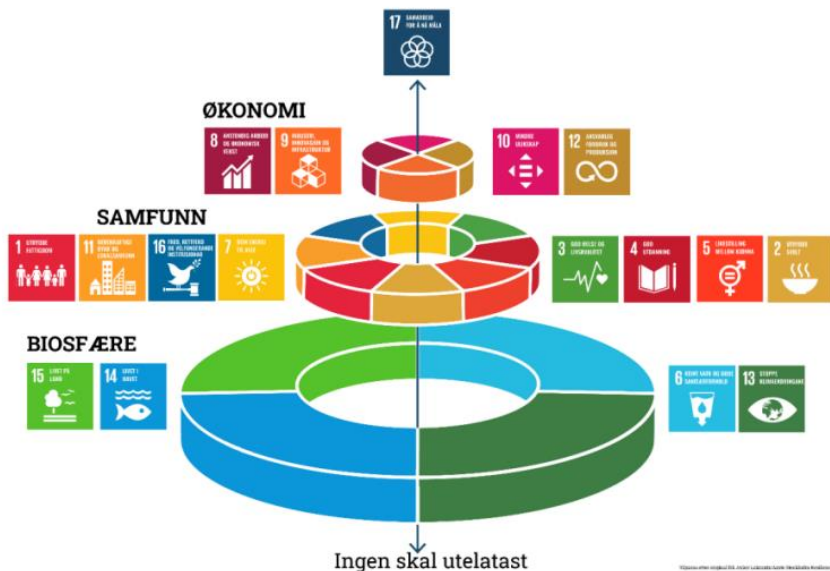 17 SAMARBEID
FOR Å NÅ MÅLA
ØKONOMI
8 ANSTENDIG ARBEID
OG ØKONOMISK
VEKST
9 INDUSTRI,
INNOVASJON OG
INFRASTRUKTUR
10 MINDRE
ULIKSKAP
12 ANSVARLEG
FORBRUK OG
PRODUKSJON
SAMFUNN
1 UTRYDDE
FATTIGDOM
11 BEREKRAFTIGE
BYAR OG
LOKALSAMFUNN
16 FRED, RETTFERD
OG VELFUNGERANDE
INSTITUSJONAR
7 REIN ENERGI
TIL ALLE
3 GOD HELSE OG
LIVSKVALITET
4 GOD
UTDANNING
5 LIKESTILLING
MELLOM KJØNNA
2 UTRYDDE
SVOLT
BIOSFÆRE
15 LIVET PÅ
LAND
14 LIVET I
HAVET
6 REINT VATN OG GODE
SANITÆRFORHOLD
13 STOPPE
KLIMAENDRINGANE
Ingen skal utelatast